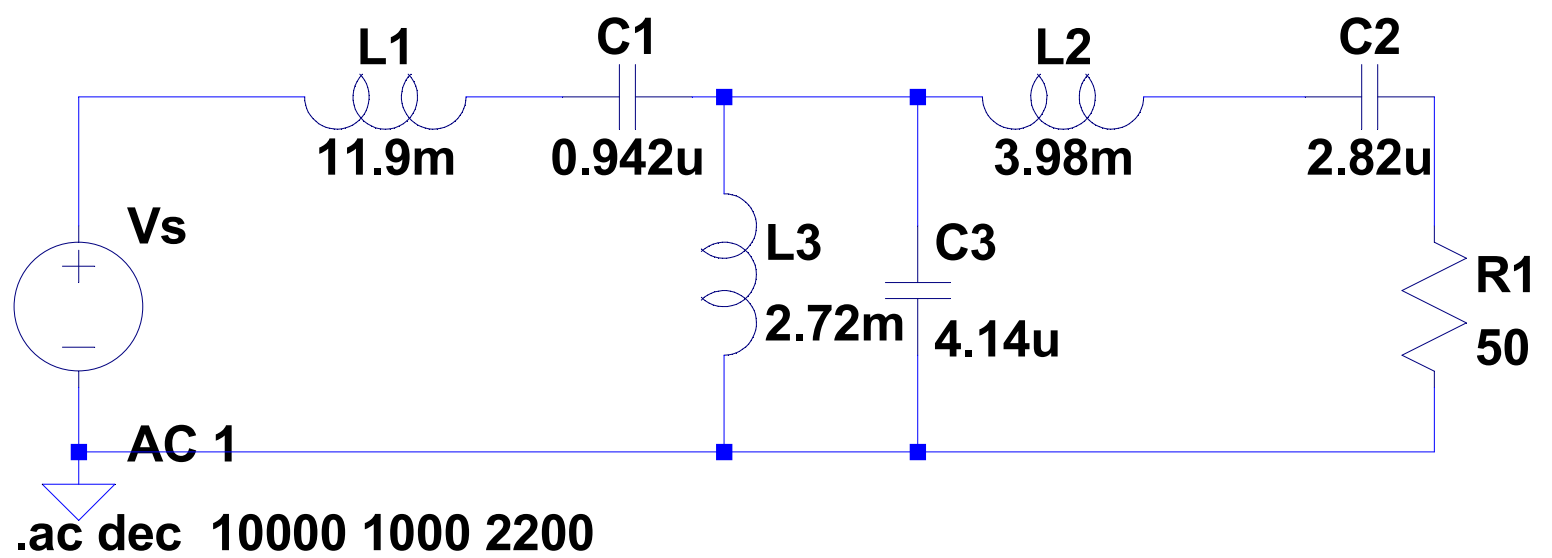 L1
C1
L2
C2
11.9m
0.942u
3.98m
2.82u
Vs
L3
C3
R1
2.72m
4.14u
50
AC 1
.ac dec 10000 1000 2200